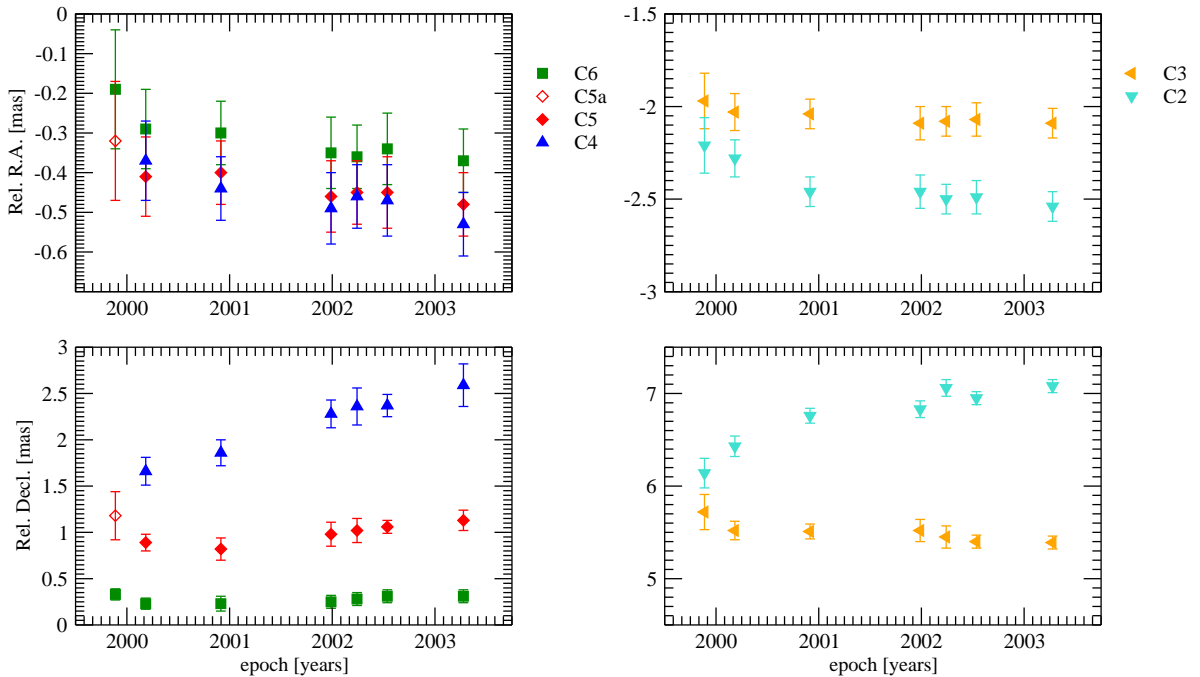 0
-0.1
-0.2
-0.3
-0.4
-0.5
-0.6
Rel. R.A. [mas]
2000 2001 2002 2003
C6
C5a
C5
C4
-1.5
-2
-2.5
-3
2000 2001 2002 2003
C3
C2
3
2.5
2
1.5
1
0.5
0
Rel. Decl. [mas]
2000 2001 2002 2003
epoch [years]
7
6
5
2000 2001 2002 2003
epoch [years]